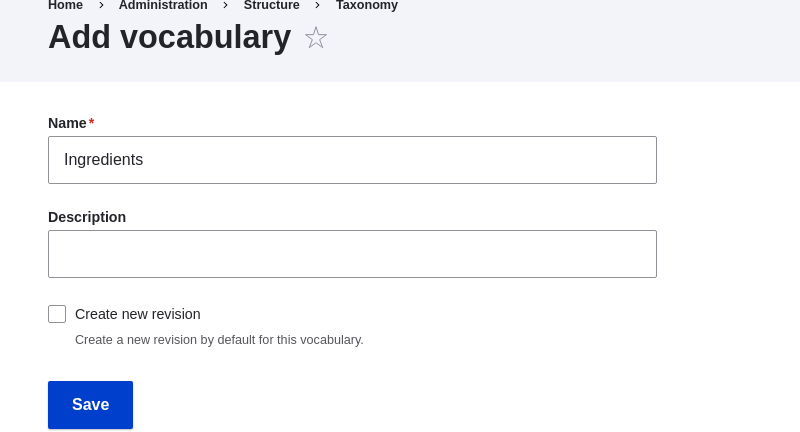 Home > Administration > Structure > Taxonomy
Add vocabulary
Name*
Ingredients
Description
Create new revision
Create a new revision by default for this vocabulary.
Save